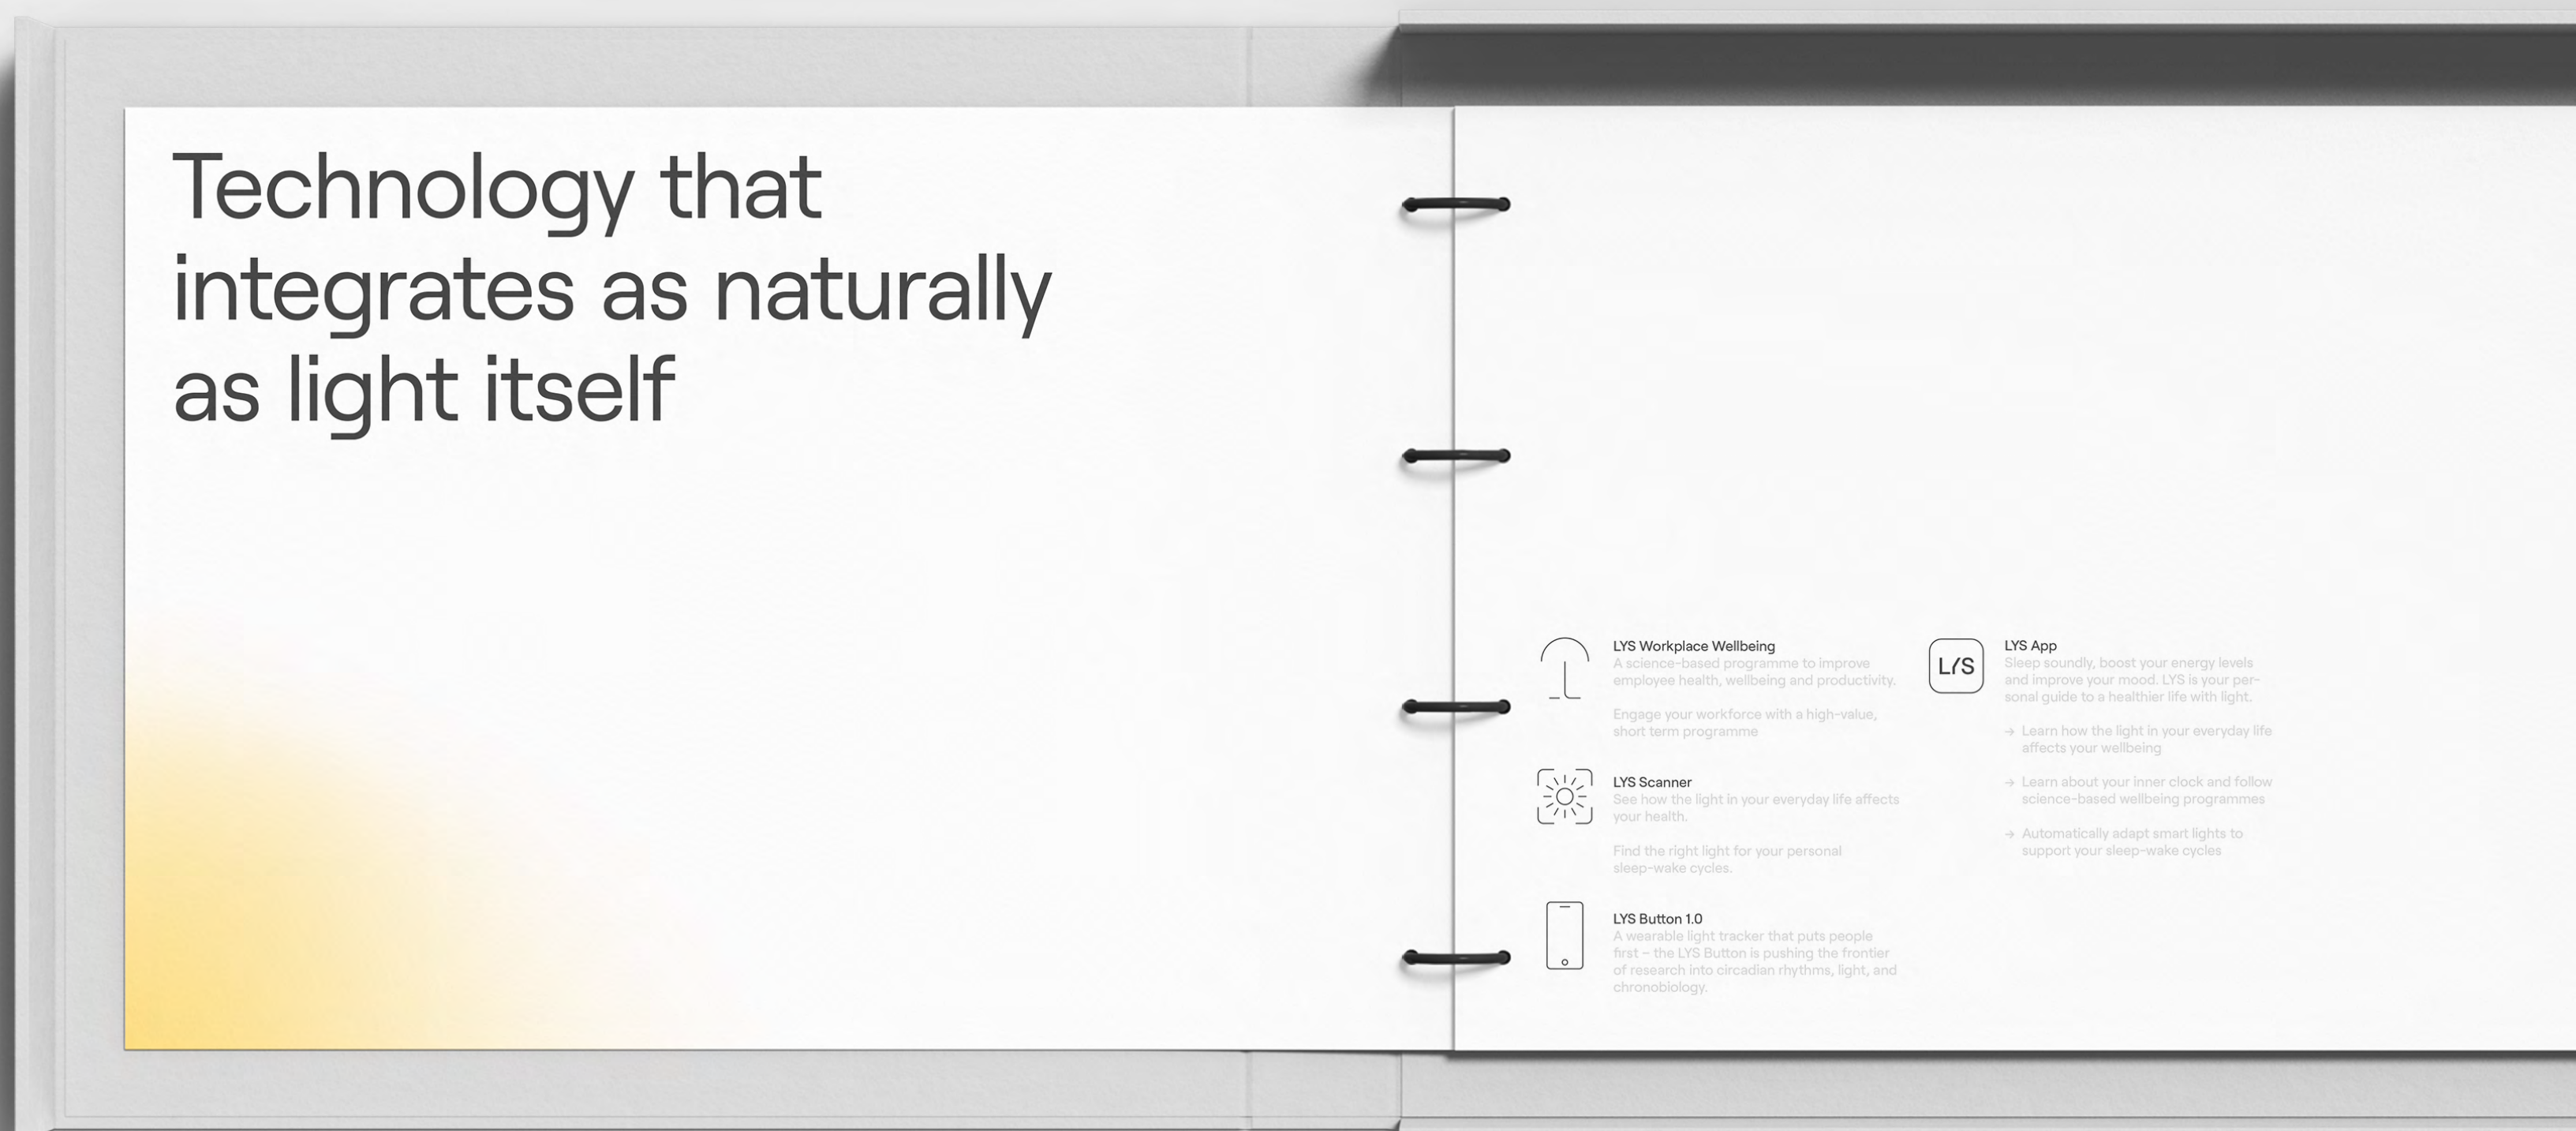 Technology that
integrates as naturally
as light itself
LYS Workplace Wellbeing
A science-based programme to improve
employee health, wellbeing and productivity.
Engage your workforce with a high-value,
short term programme
LYS Scanner
See how the light in your everyday life affects
your health.
Find the right light for your personal
sleep-wake cycles.
LYS Button 1.0
A wearable light tracker that puts people
first – the LYS Button is pushing the frontier
of research into circadian rhythms, light, and
chronobiology.
LYS
LYS App
Sleep soundly, boost your energy levels
and improve your mood. LYS is your per-
sonal guide to a healthier life with light.
→ Learn how the light in your everyday life
affects your wellbeing
→ Learn about your inner clock and follow
science-based wellbeing programmes
→ Automatically adapt smart lights to
support your sleep-wake cycles